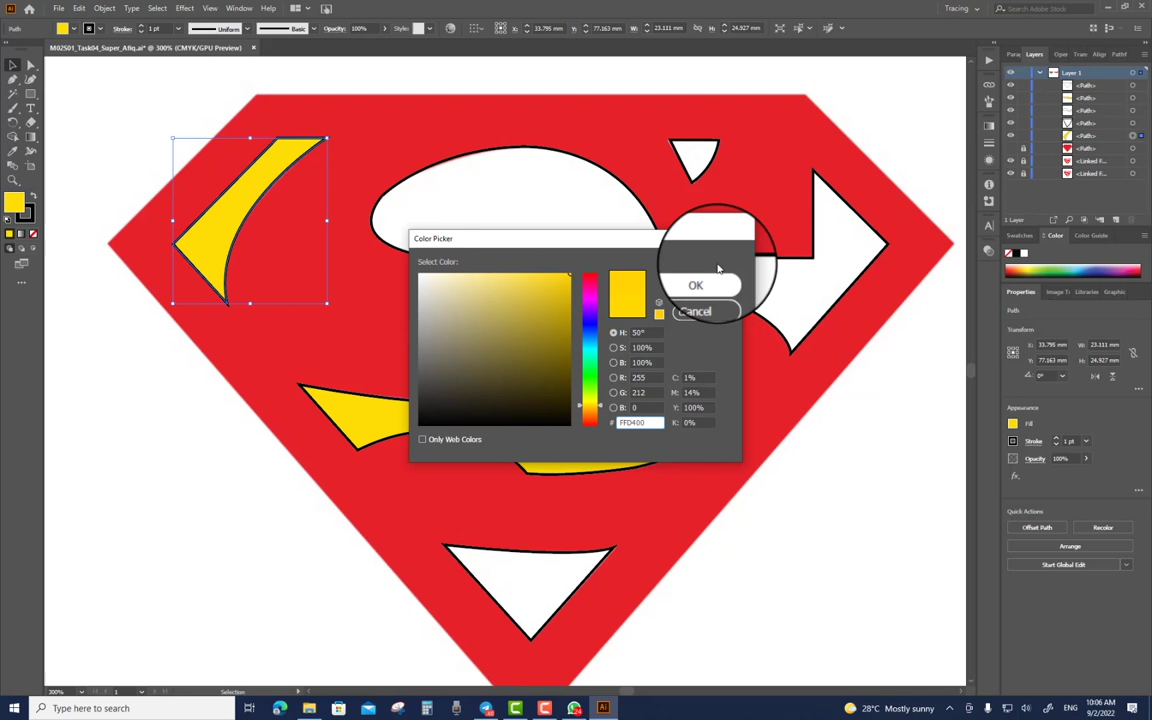 File Edit Object Type Select Effect View Window Help
Tracing
Search Adobe Stock
Path
Stroke: 1 pt
Uniform
Basic
Opacity: 100%
Style:
X: 33.795 mm Y: 77.163 mm W: 23.111 mm H: 24.927 mm
M02S01_Task04_Super_Afiq.ai* @ 300% (CMYK/GPU Preview)
Layers
Layer 1
<Path>
<Path>
<Path>
<Path>
<Path>
<Path>
<Linked F...
<Linked F...
1 Layer
Swatches Color Color Guide
Properties Image T Libraries Graphic
Path
Transform
X: 33.795 mm W: 23.111 mm
Y: 77.163 mm H: 24.927 mm
0°
Appearance
Fill
Stroke 1 pt
Opacity 100%
fx.
Quick Actions
Offset Path Recolor
Arrange
Start Global Edit
Color Picker
Select Color:
OK
Cancel
H: 50°
S: 100%
B: 100%
R: 255 C: 1%
G: 212 M: 14%
B: 0 Y: 100%
# FFD400 K: 0%
Only Web Colors
300% 1 Selection
Type here to search
Ai
28°C Mostly sunny
10:06 AM
9/2/2022